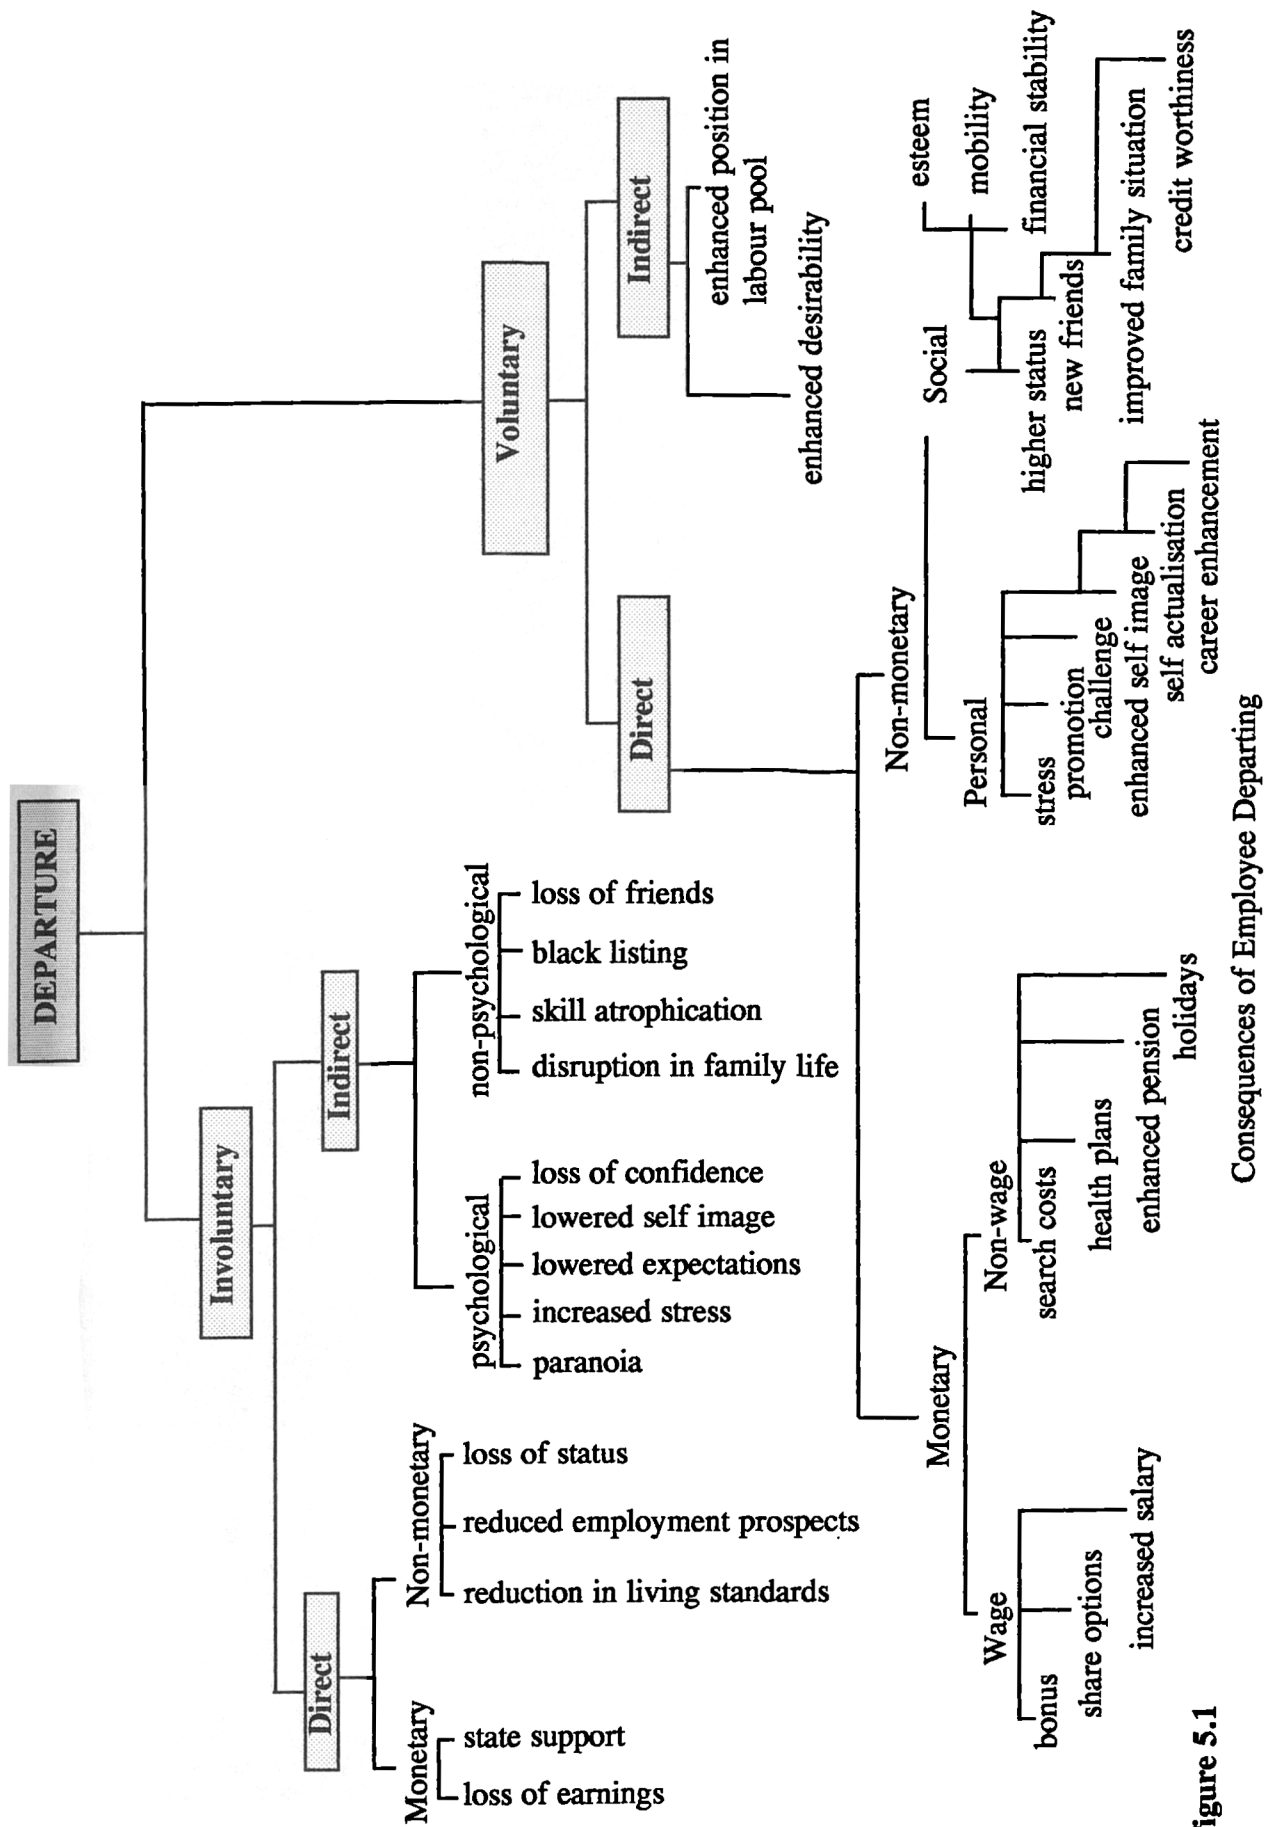 DEPARTURE
Involuntary
Voluntary
Direct
Indirect
Direct
Indirect
Monetary
loss of earnings
state support
Non-monetary
reduction in living standards
reduced employment prospects
loss of status
psychological
paranoia
increased stress
lowered expectations
lowered self image
loss of confidence
non-psychological
disruption in family life
skill atrophication
black listing
loss of friends
enhanced desirability
enhanced position in
labour pool
Monetary
Non-monetary
Wage
bonus
share options
increased salary
Non-wage
search costs
health plans
enhanced pension
holidays
Personal
stress
promotion
challenge
enhanced self image
self actualisation
career enhancement
Social
higher status
new friends
improved family situation
credit worthiness
esteem
mobility
financial stability
igure 5.1
Consequences of Employee Departing